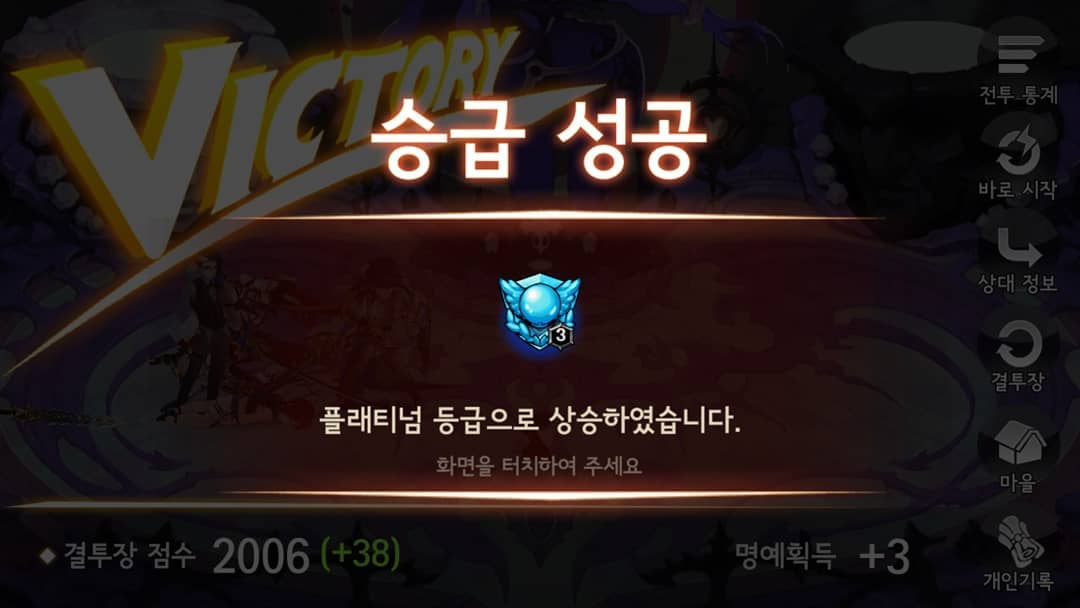 VICTORY
승급 성공
전투 통계
바로 시작
상대 정보
3
결투장
플래티넘 등급으로 상승하였습니다.
화면을 터치하여 주세요
마을
결투장 점수 2006 (+38)
명예획득 +3
개인기록